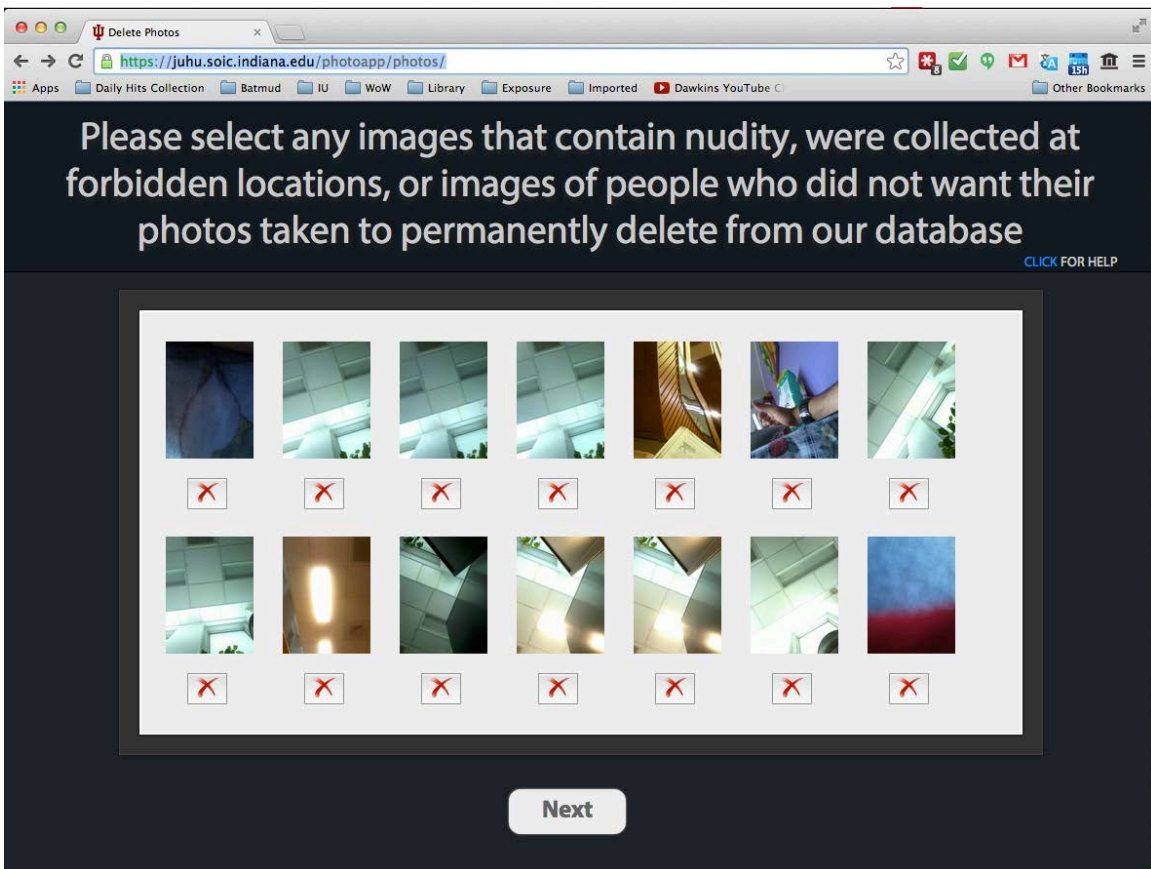 Delete Photos
https://juhu.soic.indiana.edu/photoapp/photos/
8
15h
Apps Daily Hits Collection Batmud IU WoW Library Exposure Imported Dawkins YouTube C Other Bookmarks
Please select any images that contain nudity, were collected at
forbidden locations, or images of people who did not want their
photos taken to permanently delete from our database
CLICK FOR HELP
Next